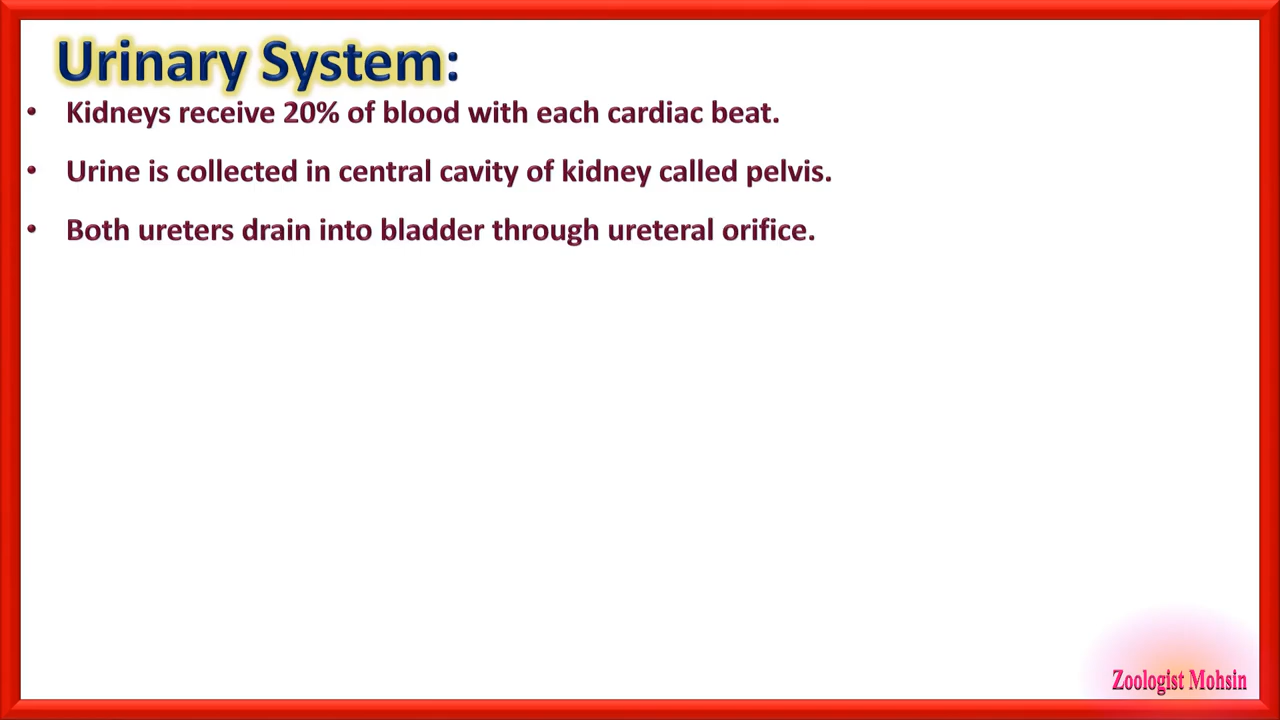 Urinary System:
• Kidneys receive 20% of blood with each cardiac beat.
• Urine is collected in central cavity of kidney called pelvis.
• Both ureters drain into bladder through ureteral orifice.
Zoologist Mohsin